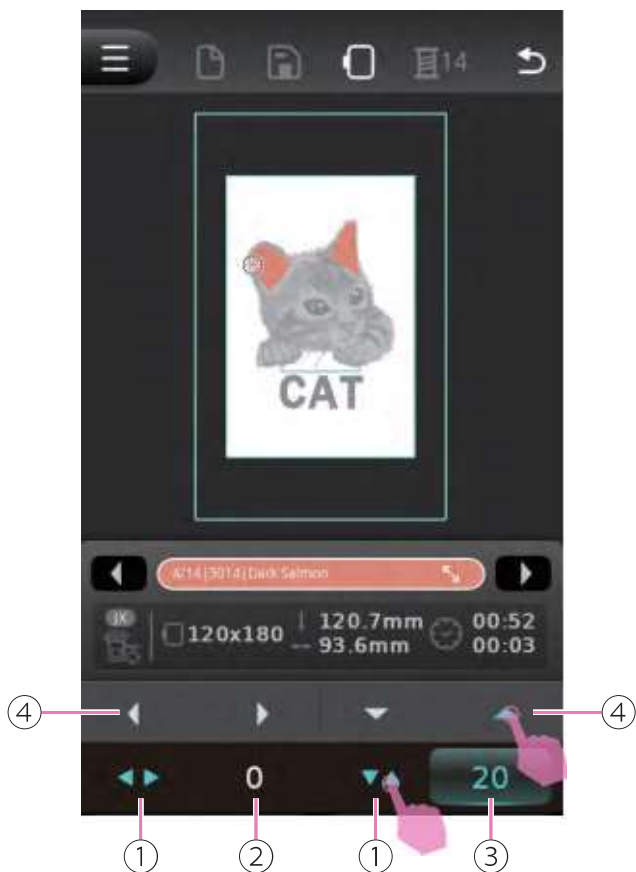 14
CAT
4/14|3014|Dark Salmon
JX
120x180
120.7mm
93.6mm
00:52
00:03
④
④
0
20
①
②
①
③